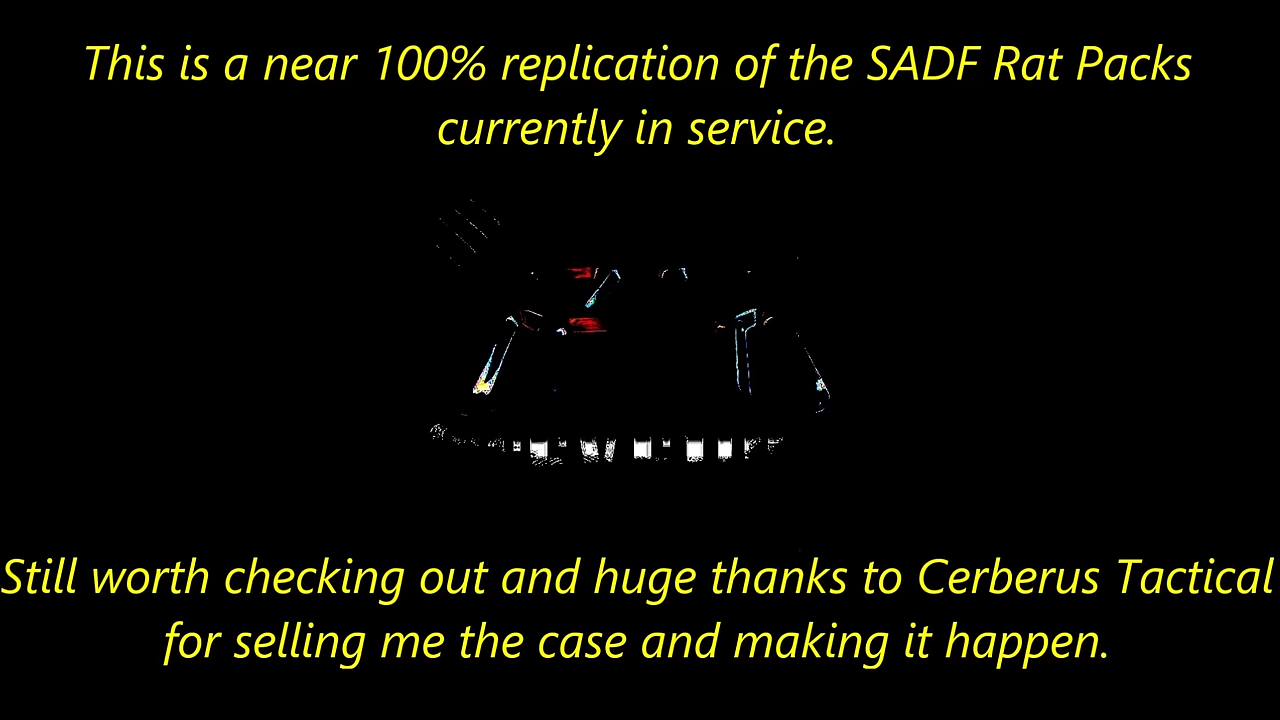 This is a near 100% replication of the SADF Rat Packs
currently in service.
Still worth checking out and huge thanks to Cerberus Tactical
for selling me the case and making it happen.